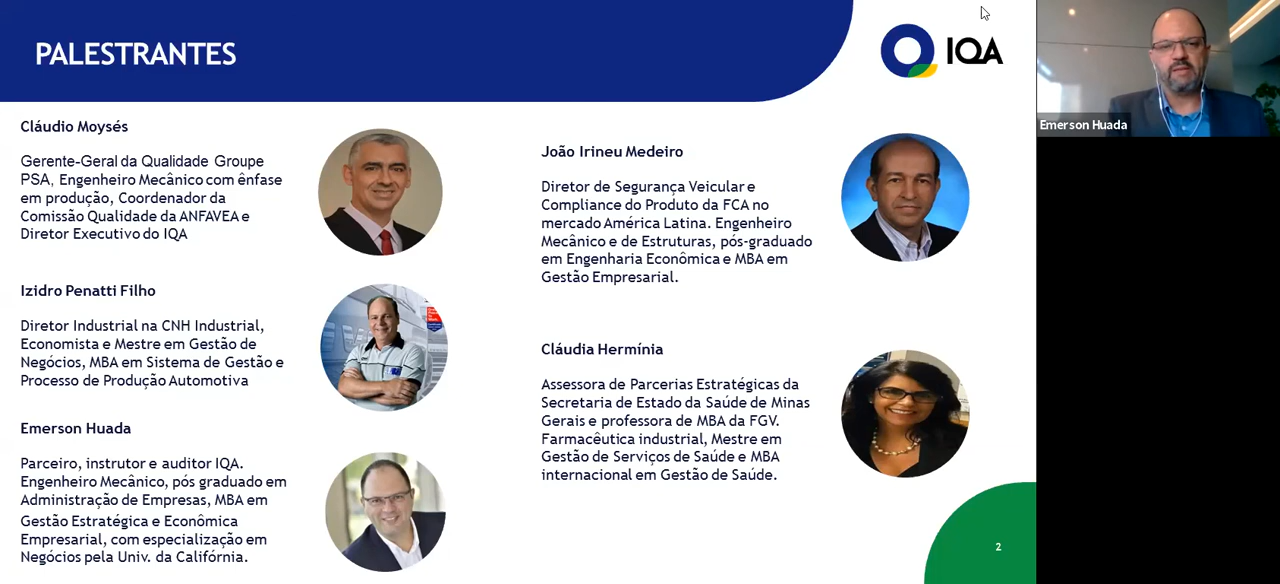 PALESTRANTES
IQA
Cláudio Moysés
Gerente-Geral da Qualidade Groupe
PSA, Engenheiro Mecânico com ênfase
em produção, Coordenador da
Comissão Qualidade da ANFAVEA e
Diretor Executivo do IQA
Izidro Penatti Filho
Diretor Industrial na CNH Industrial,
Economista e Mestre em Gestão de
Negócios, MBA em Sistema de Gestão e
Processo de Produção Automotiva
Emerson Huada
Parceiro, instrutor e auditor IQA.
Engenheiro Mecânico, pós graduado em
Administração de Empresas, MBA em
Gestão Estratégica e Econômica
Empresarial, com especialização em
Negócios pela Univ. da Califórnia.
João Irineu Medeiro
Diretor de Segurança Veicular e
Compliance do Produto da FCA no
mercado América Latina. Engenheiro
Mecânico e de Estruturas, pós-graduado
em Engenharia Econômica e MBA em
Gestão Empresarial.
Cláudia Hermínia
Assessora de Parcerias Estratégicas da
Secretaria de Estado da Saúde de Minas
Gerais e professora de MBA da FGV.
Farmacêutica industrial, Mestre em
Gestão de Serviços de Saúde e MBA
internacional em Gestão de Saúde.
2
Emerson Huada